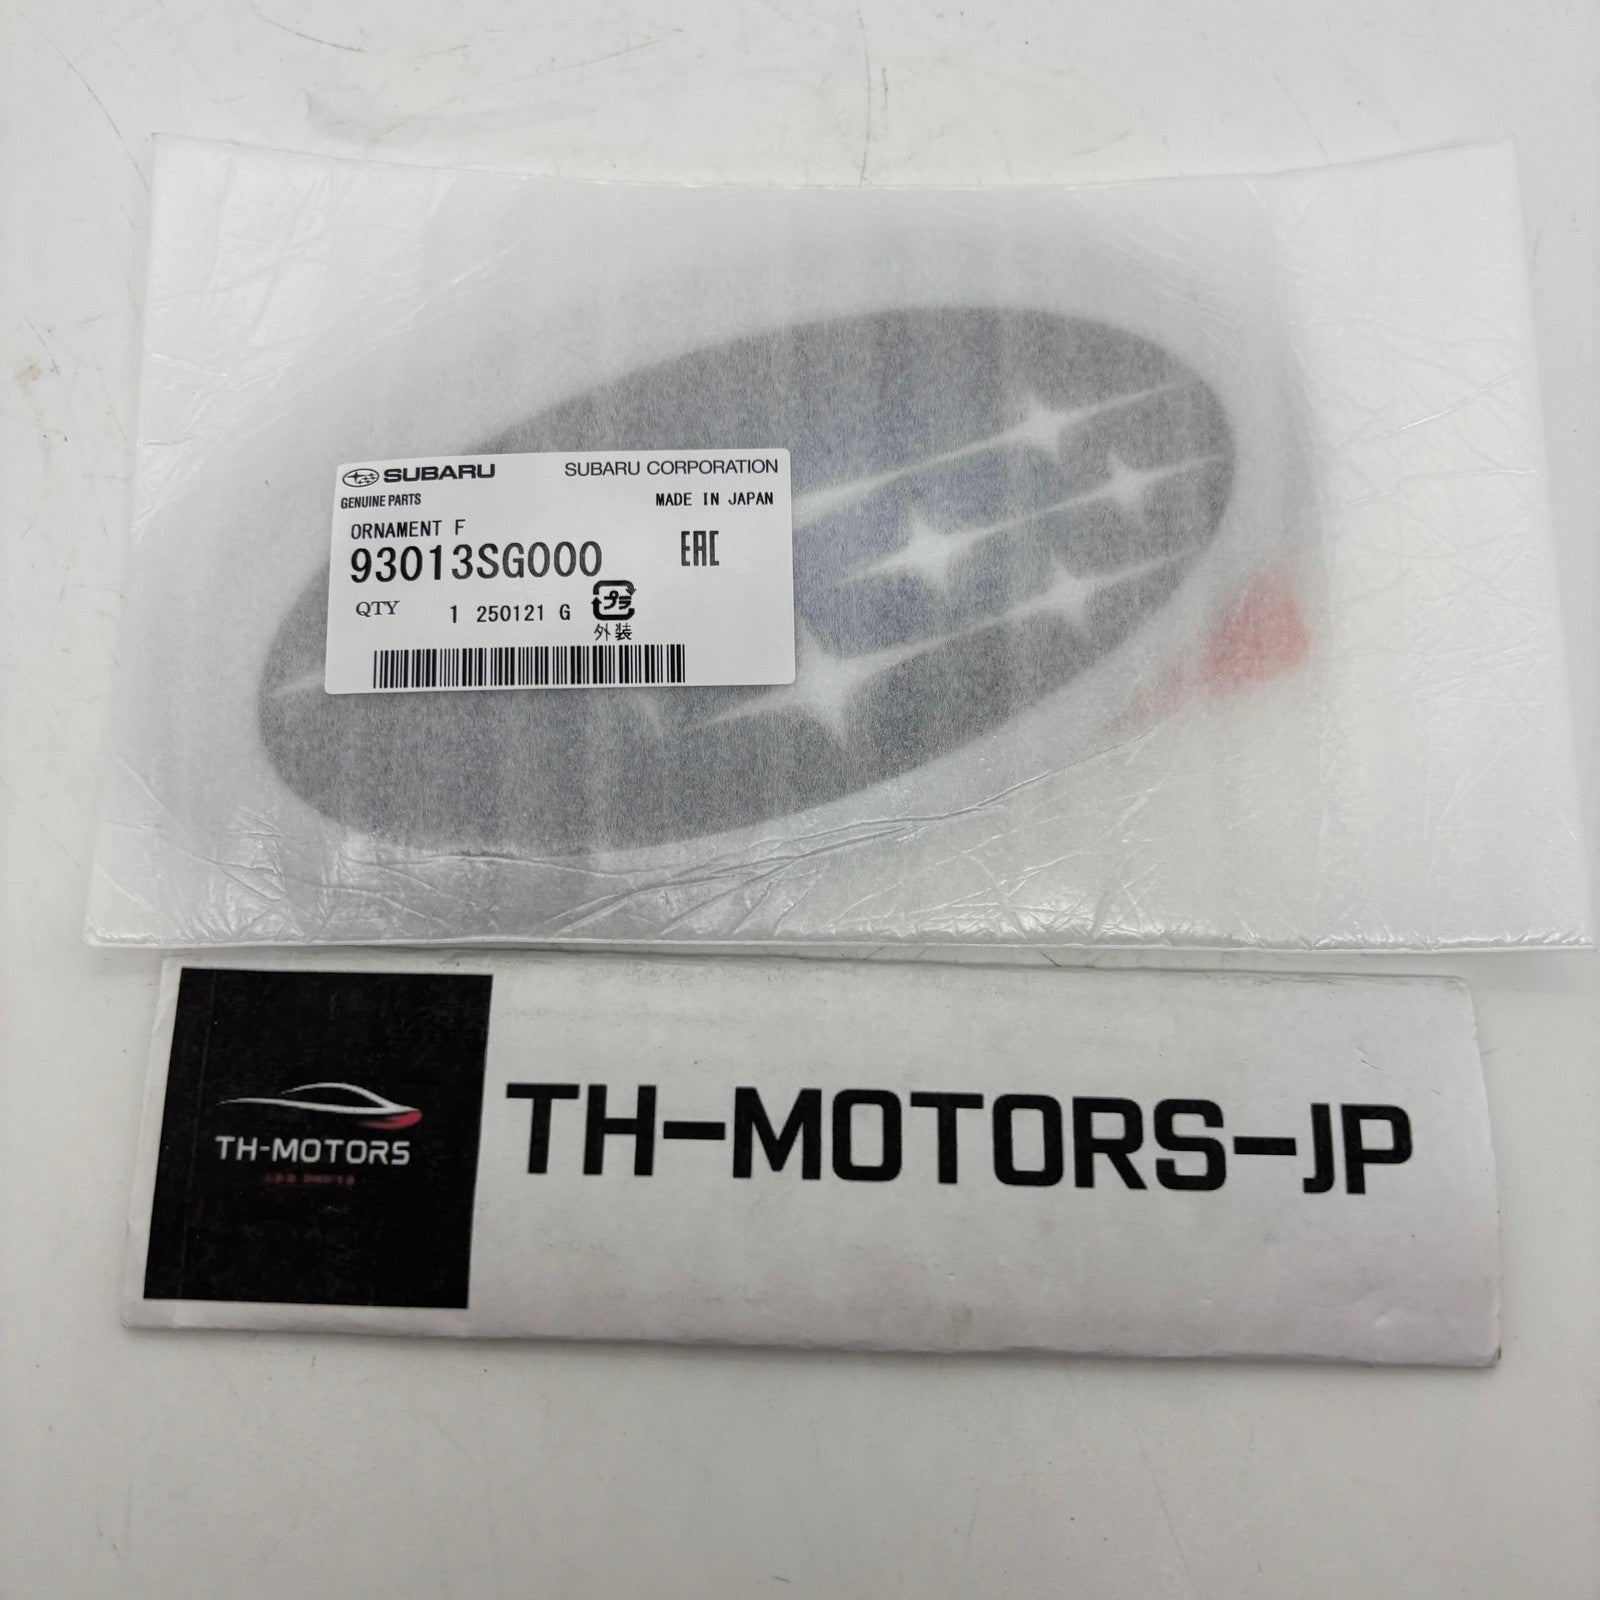 SUBARU SUBARU CORPORATION
GENUINE PARTS MADE IN JAPAN
ORNAMENT F
93013SG000 EAC
QTY 1 250121 G プラ
外装
TH-MOTORS
TH-MOTORS-JP